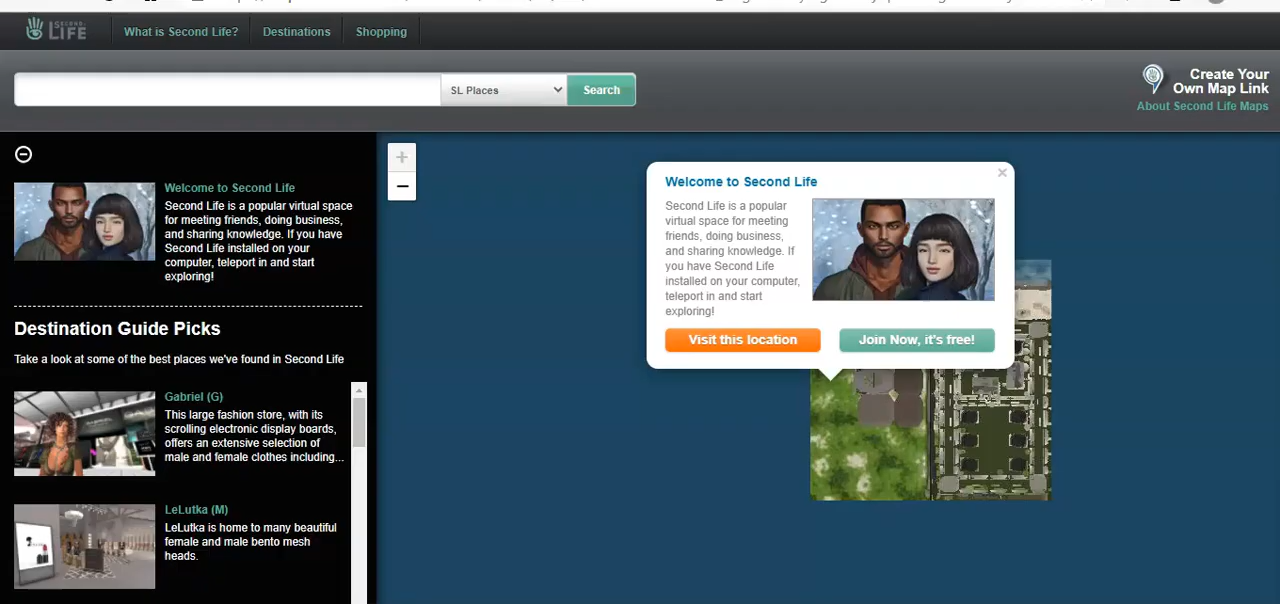 SECOND
LIFE
What is Second Life?
Destinations
Shopping
SL Places
Search
Create Your
Own Map Link
About Second Life Maps
Welcome to Second Life
Second Life is a popular virtual space
for meeting friends, doing business,
and sharing knowledge. If you have
Second Life installed on your
computer, teleport in and start
exploring!
Destination Guide Picks
Take a look at some of the best places we've found in Second Life
Gabriel (G)
This large fashion store, with its
scrolling electronic display boards,
offers an extensive selection of
male and female clothes including...
LeLutka (M)
LeLutka is home to many beautiful
female and male bento mesh
heads.
+
−
Welcome to Second Life
Second Life is a popular
virtual space for meeting
friends, doing business,
and sharing knowledge. If
you have Second Life
installed on your computer,
teleport in and start
exploring!
Visit this location
Join Now, it's free!